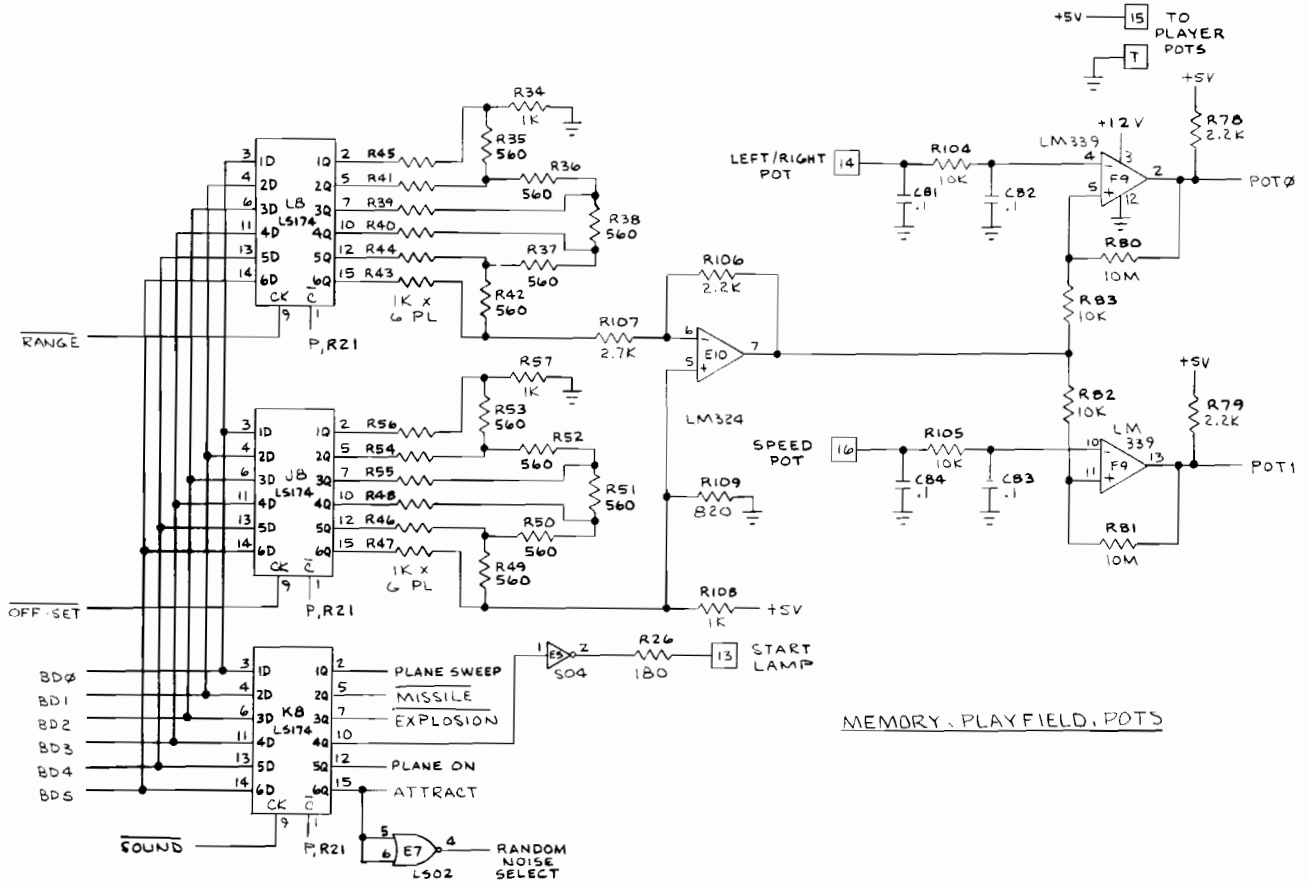 +5V 15 TO
PLAYER
POTS
T
+5V
R78
2.2K
+12V
LM339
R34
1K
R35
560
R36
560
R38
560
R37
560
R42
560
3 1D 1Q 2 R45
4 2D 2Q 5 R41
6 3D 3Q 7 R39
L8
LS174
11 4D 4Q 10 R40
13 5D 5Q 12 R44
14 6D 6Q 15 R43
CK C
9 1
1K X
6 PL
RANGE
P,R21
LEFT/RIGHT
POT
14
R104
10K
C81
.1
C82
.1
4 -
5 +
F9
3
12
2
POTØ
R80
10M
R83
10K
R106
2.2K
R107
2.7K
6 -
5 +
E10
7
LM324
R57
1K
R53
560
R52
560
R51
560
R50
560
R49
560
3 1D 1Q 2 R56
4 2D 2Q 5 R54
6 3D 3Q 7 R55
J8
LS174
11 4D 4Q 10 R48
13 5D 5Q 12 R46
14 6D 6Q 15 R47
CK C
9 1
1K X
6 PL
OFF-SET
P,R21
R82
10K
+5V
R79
2.2K
LM
339
SPEED
POT
16
R105
10K
C84
.1
C83
.1
10 -
11 +
F9
13
POT1
R81
10M
R109
820
R108
1K
+5V
BDØ 3 1D 1Q 2 PLANE SWEEP
BD1 4 2D 2Q 5 MISSILE
BD2 6 3D 3Q 7 EXPLOSION
K8
LS174
BD3 11 4D 4Q 10
BD4 13 5D 5Q 12 PLANE ON
BD5 14 6D 6Q 15 ATTRACT
CK C
9 1
SOUND
P,R21
1 E5 2
S04
R26
180
13 START
LAMP
5
6
E7
4
LS02
RANDOM
NOISE
SELECT
MEMORY, PLAYFIELD, POTS